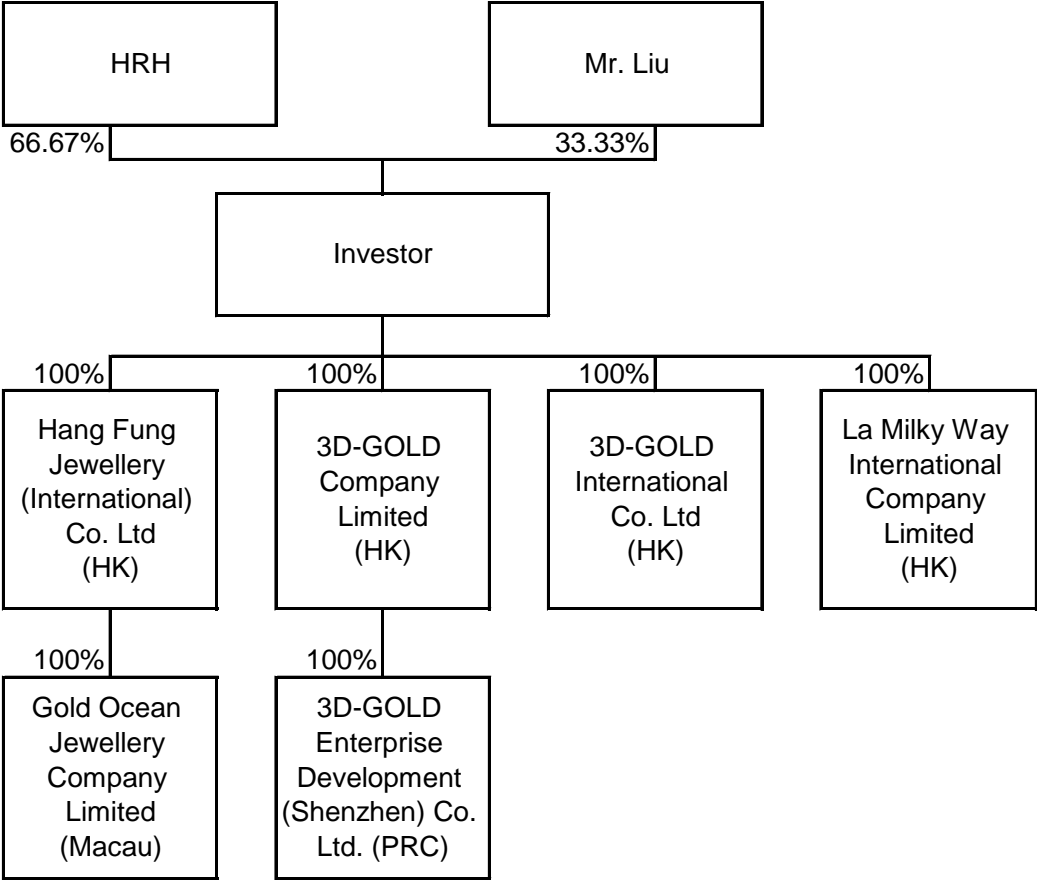 HRH
Mr. Liu
66.67%
33.33%
Investor
100%
100%
100%
100%
Hang Fung
Jewellery
(International)
Co. Ltd
(HK)
3D-GOLD
Company
Limited
(HK)
3D-GOLD
International
Co. Ltd
(HK)
La Milky Way
International
Company
Limited
(HK)
100%
100%
Gold Ocean
Jewellery
Company
Limited
(Macau)
3D-GOLD
Enterprise
Development
(Shenzhen) Co.
Ltd. (PRC)